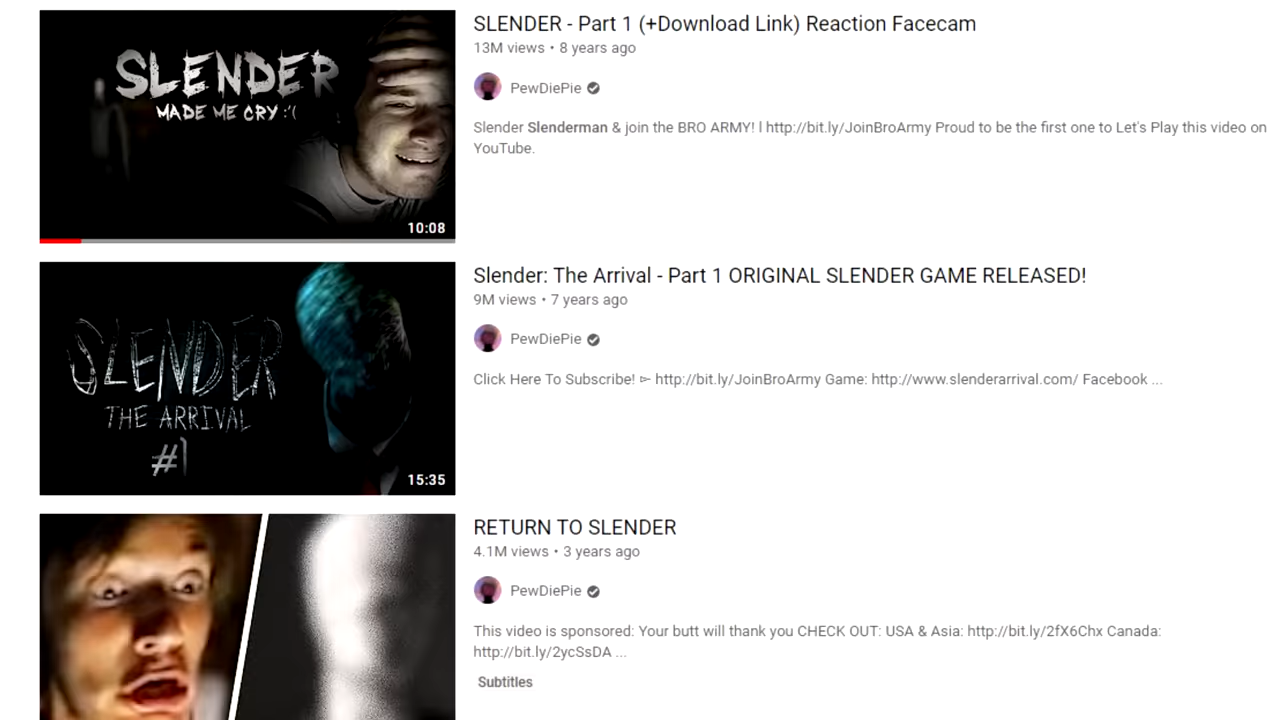 SLENDER
MADE ME CRY :'(
10:08
SLENDER - Part 1 (+Download Link) Reaction Facecam
13M views • 8 years ago
PewDiePie
Slender Slenderman & join the BRO ARMY! l http://bit.ly/JoinBroArmy Proud to be the first one to Let's Play this video on
YouTube.
SLENDER
THE ARRIVAL
#1
15:35
Slender: The Arrival - Part 1 ORIGINAL SLENDER GAME RELEASED!
9M views • 7 years ago
PewDiePie
Click Here To Subscribe! ⊳ http://bit.ly/JoinBroArmy Game: http://www.slenderarrival.com/ Facebook ...
RETURN TO SLENDER
4.1M views • 3 years ago
PewDiePie
This video is sponsored: Your butt will thank you CHECK OUT: USA & Asia: http://bit.ly/2fX6Chx Canada:
http://bit.ly/2ycSsDA ...
Subtitles